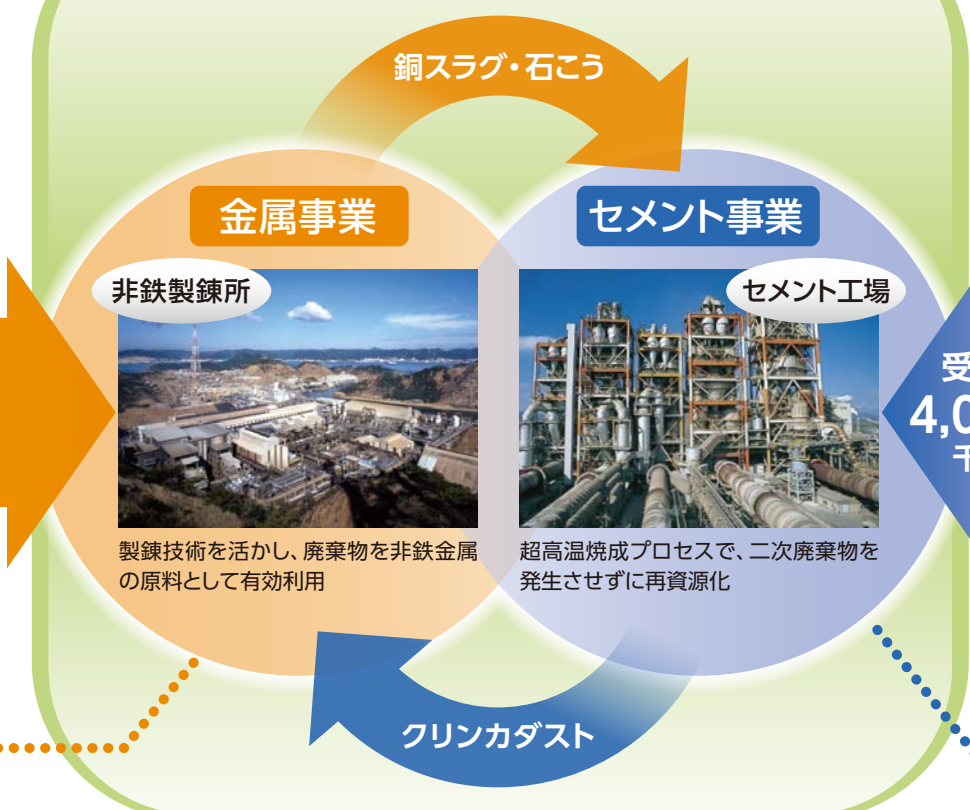 銅スラグ・石こう
金属事業
セメント事業
非鉄製錬所
セメント工場
製錬技術を活かし、廃棄物を非鉄金属
の原料として有効利用
超高温焼成プロセスで、二次廃棄物を
発生させずに再資源化
受
4,0
千
クリンカダスト